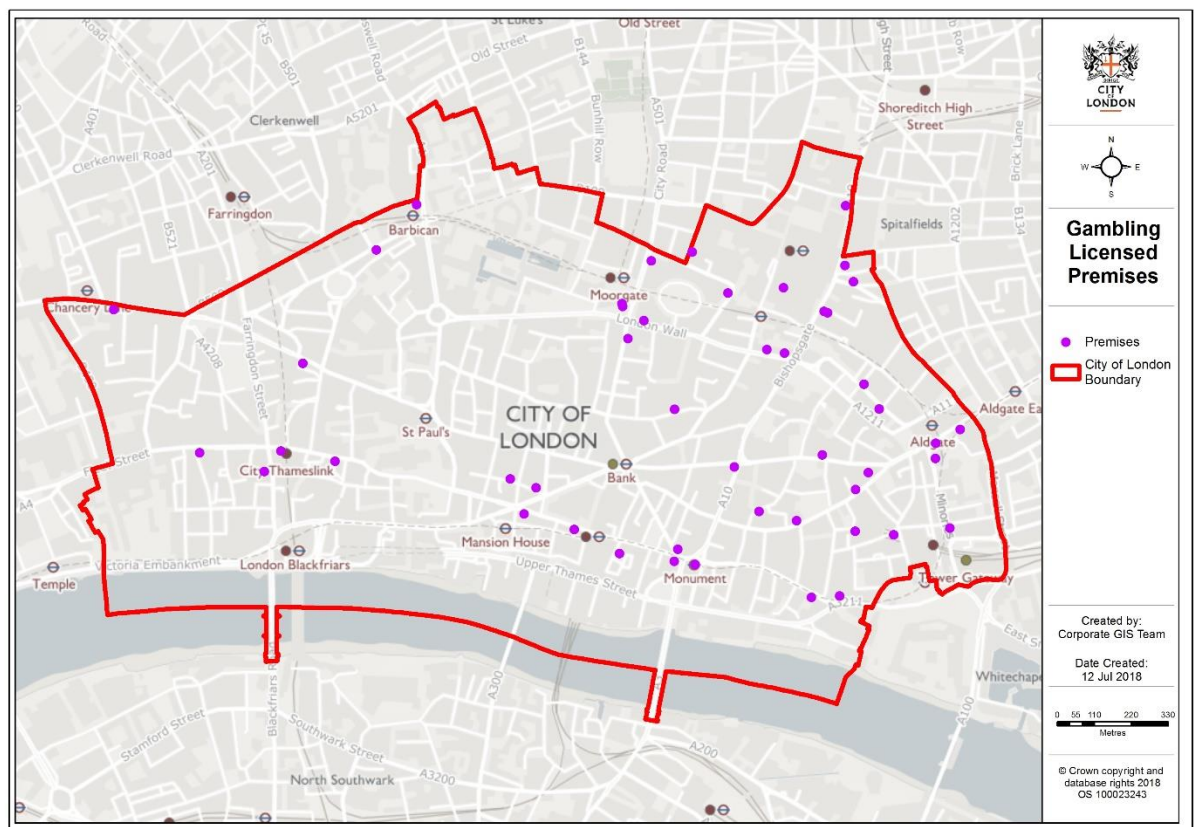 St Luke's
Old Street
Old Street
B501
B144
A501
Bunhill Row
City Road
Shoreditch High
Street
Brick Lane
Clerkenwell
A5201
A401
Clerkenwell Road
A201
Farringdon
B521
Barbican
Spitalfields
A1202
B134
Chancery Lane
Moorgate
London Wall
Bishopsgate
A4208
Farringdon Street
St Paul's
CITY OF
LONDON
A1211
A11
Aldgate
Aldgate Ea
City Thameslink
Bank
A10
A4
Minories
Mansion House
Temple
Victoria Embankment
London Blackfriars
Upper Thames Street
Monument
Tower Gateway
A3211
Blackfriars Road
A300
Stamford Street
Southwark Street
North Southwark
A3200
A200
A100
Whitechape
CITY
OF
LONDON
N
W
E
S
Gambling
Licensed
Premises
Premises
City of London
Boundary
Created by:
Corporate GIS Team
Date Created:
12 Jul 2018
0 55 110 220 330
Metres
© Crown copyright and
database rights 2018
OS 100023243